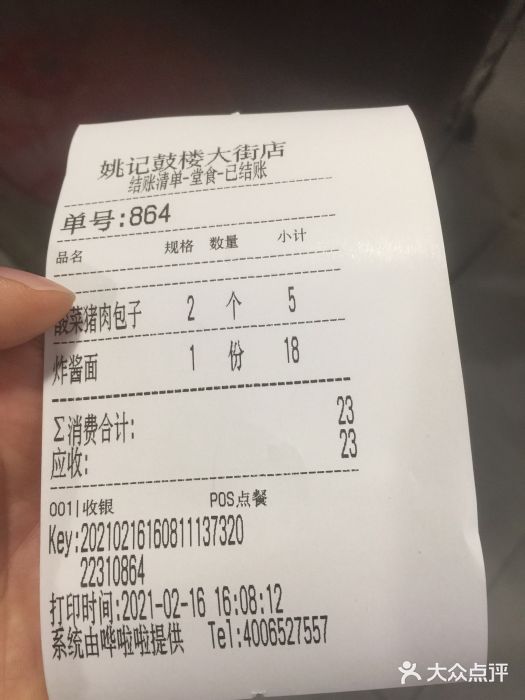 姚记鼓楼大街店
结账清单-堂食-已结账
单号:864
品名 规格 数量 小计
酸菜猪肉包子 2 个 5
炸酱面 1 份 18
Σ消费合计: 23
应收: 23
001|收银 POS点餐
Key:20210216160811137320
22310864
打印时间:2021-02-16 16:08:12
系统由哗啦啦提供 Tel:4006527557
大众点评